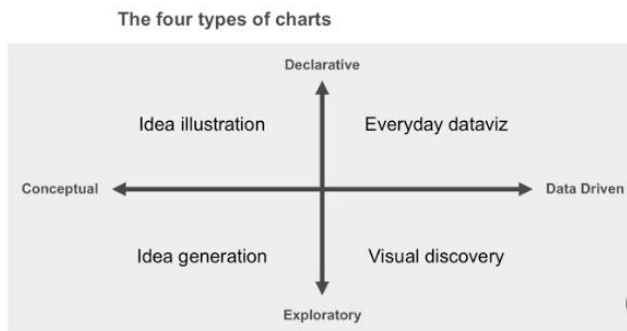 The four types of charts
Declarative
Idea illustration Everyday dataviz
Conceptual Data Driven
Idea generation Visual discovery
Exploratory